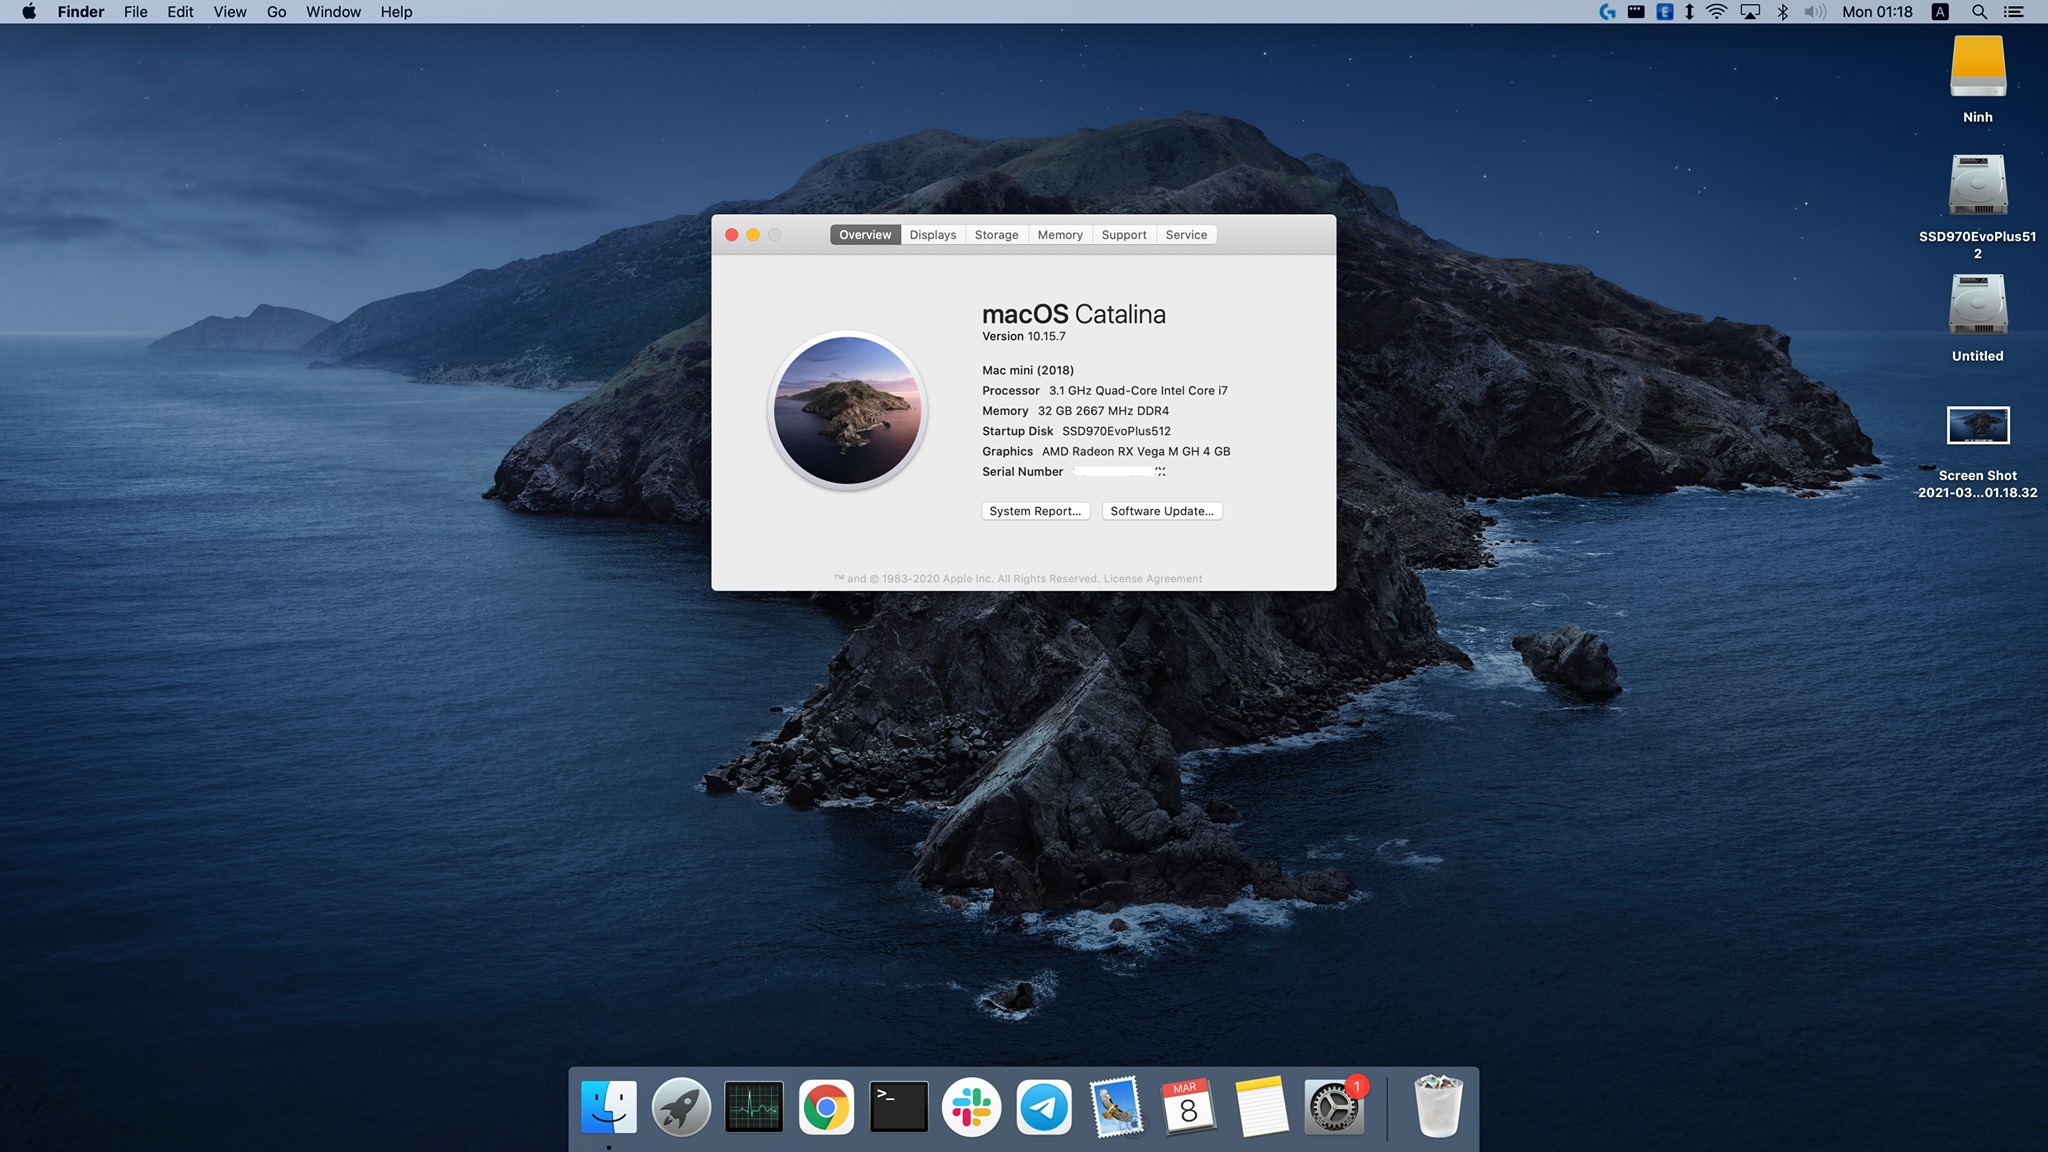 Finder File Edit View Go Window Help
E
Mon 01:18
A
Ninh
SSD970EvoPlus51
2
Untitled
Screen Shot
2021-03...01.18.32
Overview Displays Storage Memory Support Service
macOS Catalina
Version 10.15.7
Mac mini (2018)
Processor 3.1 GHz Quad-Core Intel Core i7
Memory 32 GB 2667 MHz DDR4
Startup Disk SSD970EvoPlus512
Graphics AMD Radeon RX Vega M GH 4 GB
Serial Number
System Report... Software Update...
™ and © 1983-2020 Apple Inc. All Rights Reserved. License Agreement
>_
MAR
8
1